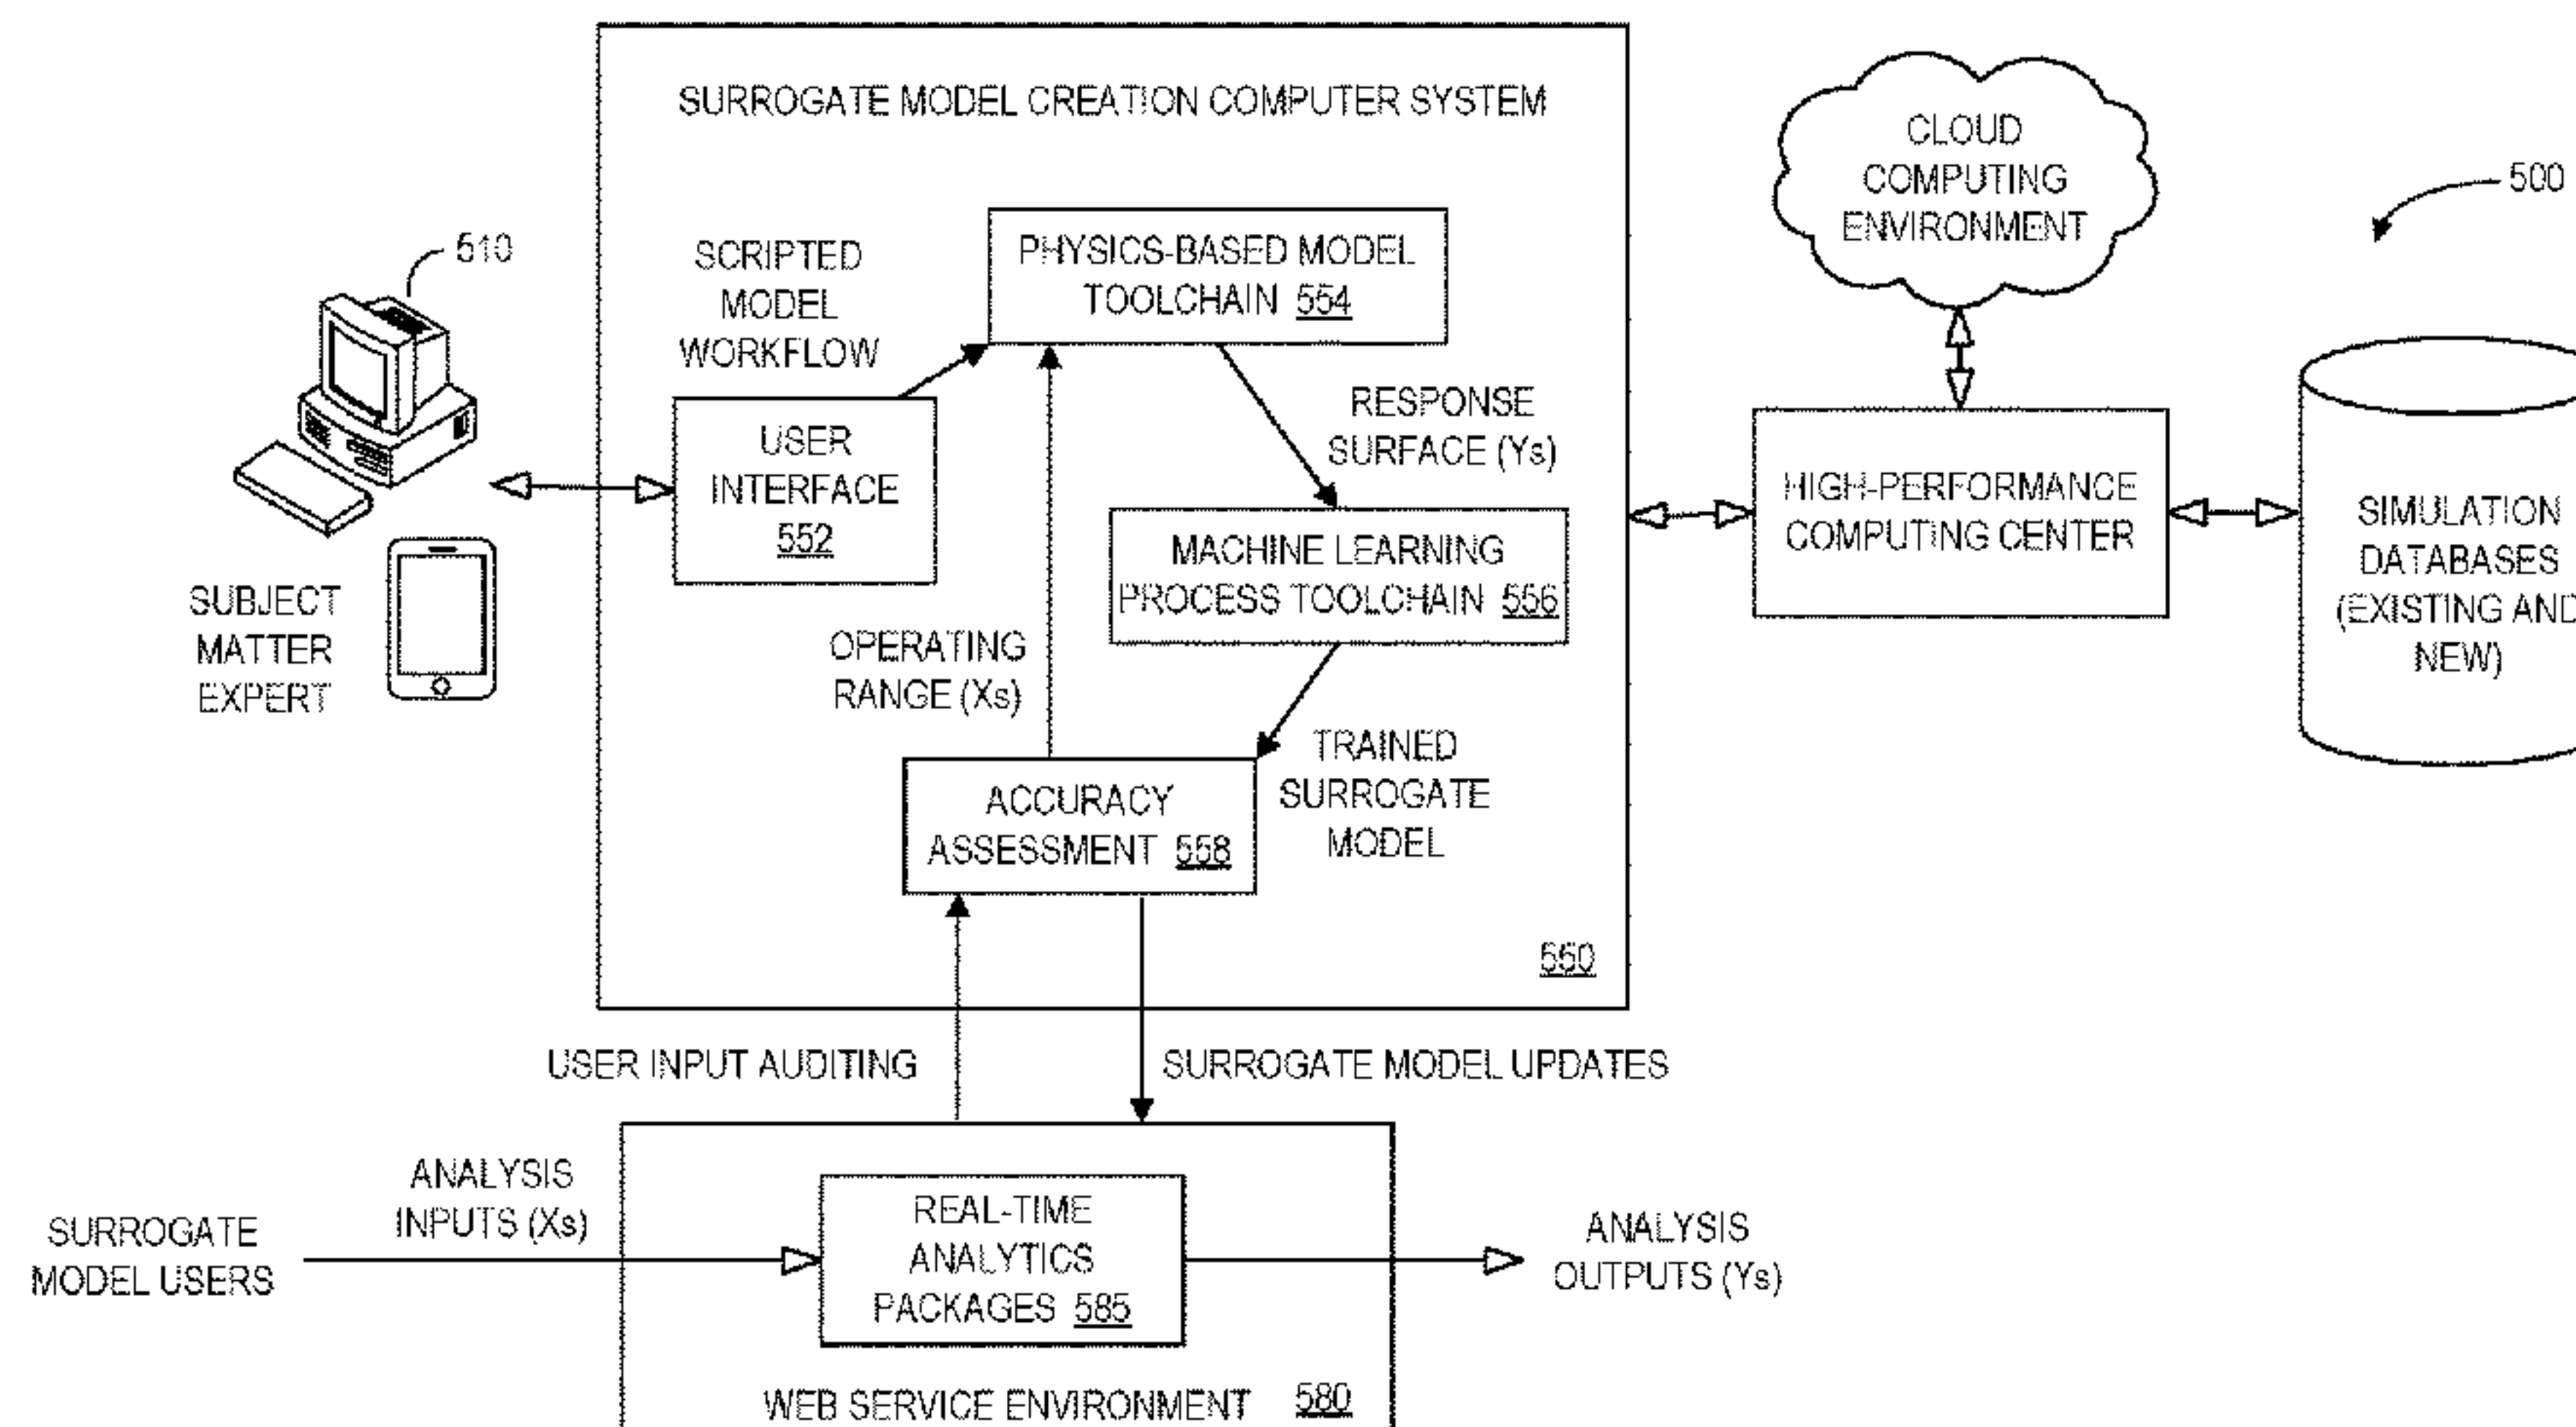 SURROGATE MODEL CREATION COMPUTER SYSTEM
CLOUD
COMPUTING
ENVIRONMENT
500
510
SCRIPTED
MODEL
WORKFLOW
PHYSICS-BASED MODEL
TOOLCHAIN 554
USER
INTERFACE
552
RESPONSE
SURFACE (Ys)
MACHINE LEARNING
PROCESS TOOLCHAIN 556
HIGH-PERFORMANCE
COMPUTING CENTER
SIMULATION
DATABASES
(EXISTING AND
NEW)
SUBJECT
MATTER
EXPERT
OPERATING
RANGE (Xs)
TRAINED
SURROGATE
MODEL
ACCURACY
ASSESSMENT 558
550
USER INPUT AUDITING
SURROGATE MODEL UPDATES
SURROGATE
MODEL USERS
ANALYSIS
INPUTS (Xs)
REAL-TIME
ANALYTICS
PACKAGES 585
ANALYSIS
OUTPUTS (Ys)
WEB SERVICE ENVIRONMENT 580